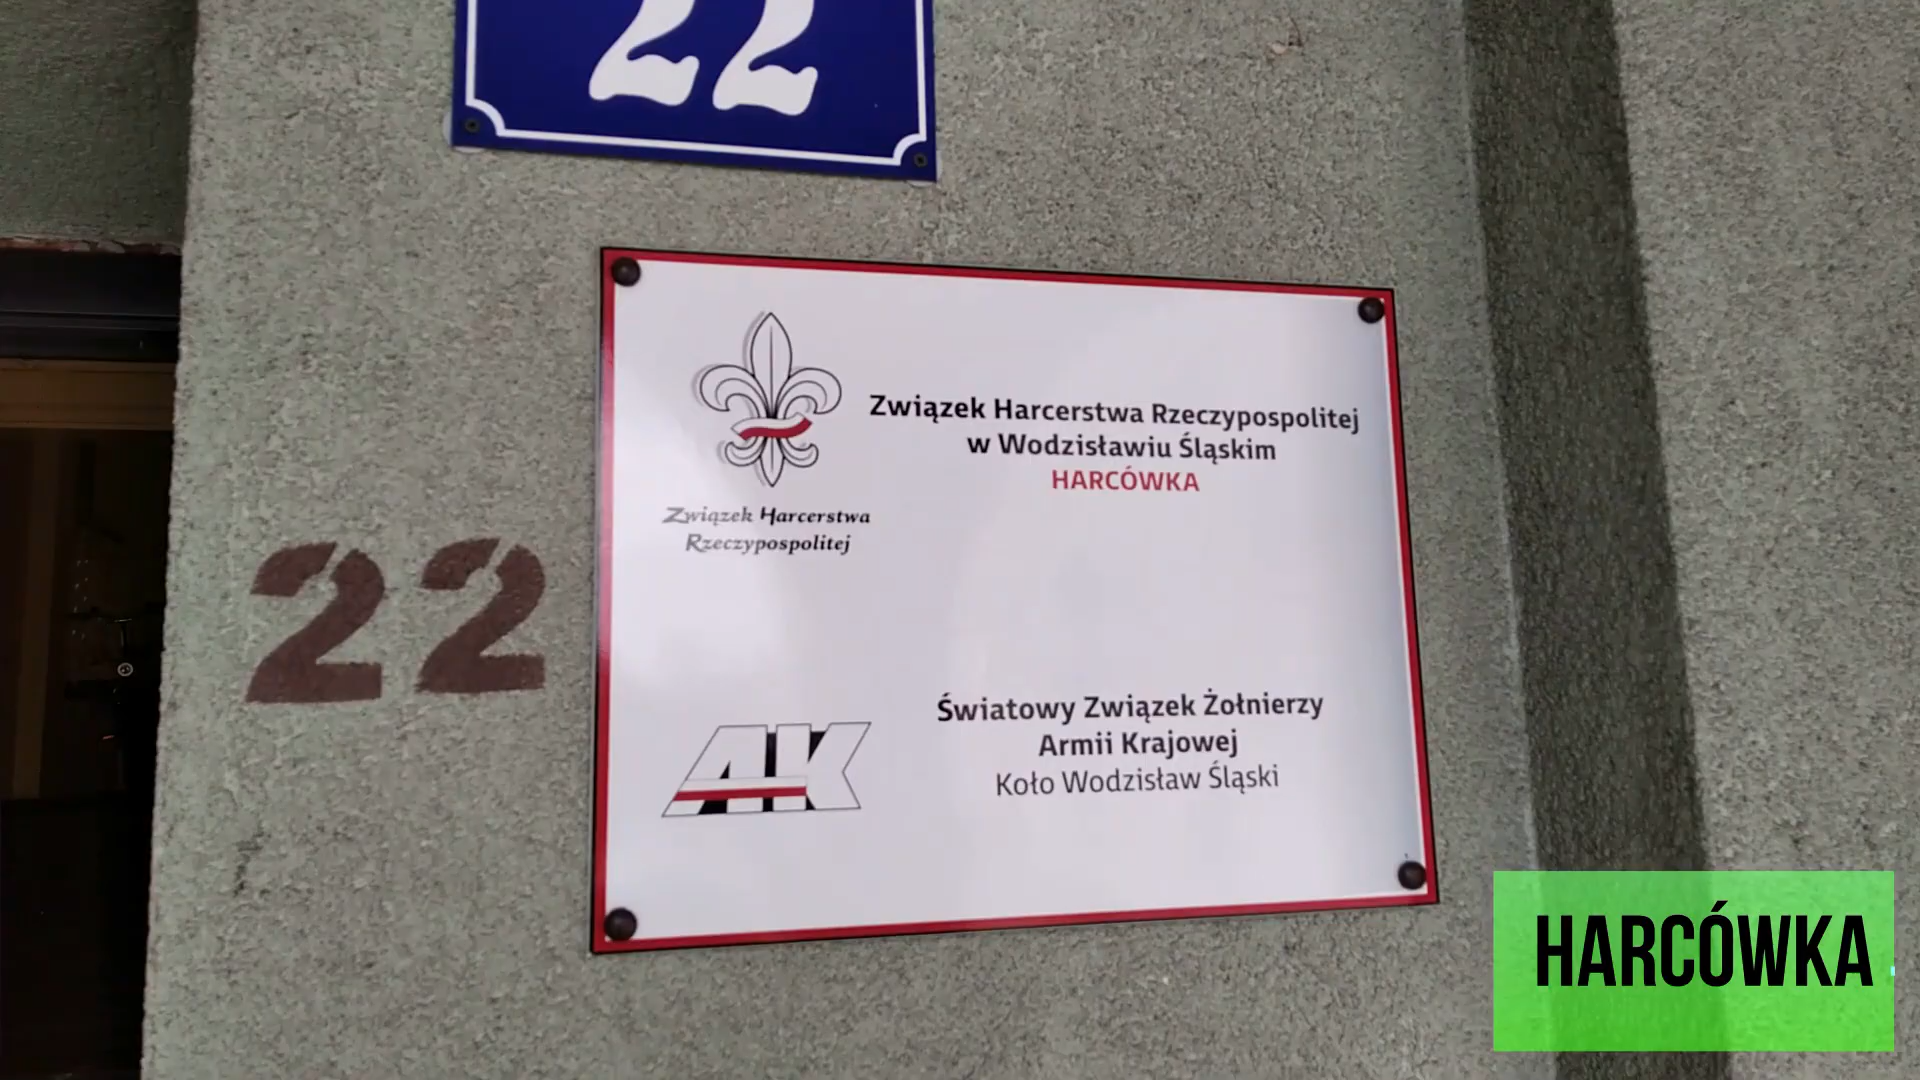 22
Związek Harcerstwa Rzeczypospolitej
w Wodzisławiu Śląskim
HARCÓWKA
Związek Harcerstwa
Rzeczypospolitej
22
Światowy Związek Żołnierzy
Armii Krajowej
Koło Wodzisław Śląski
AK
HARCÓWKA